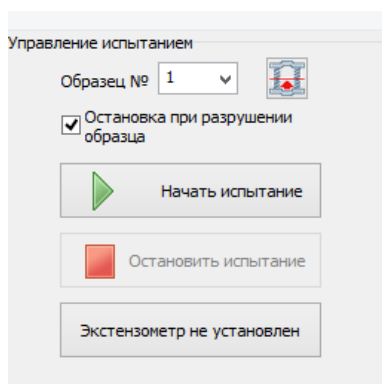 Управление испытанием
Образец № 1
Остановка при разрушении
образца
Начать испытание
Остановить испытание
Экстензометр не установлен